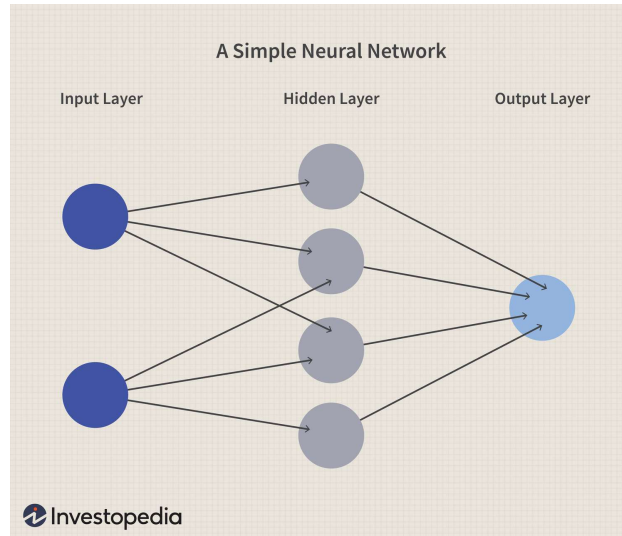 A Simple Neural Network
Input Layer Hidden Layer Output Layer
Investopedia